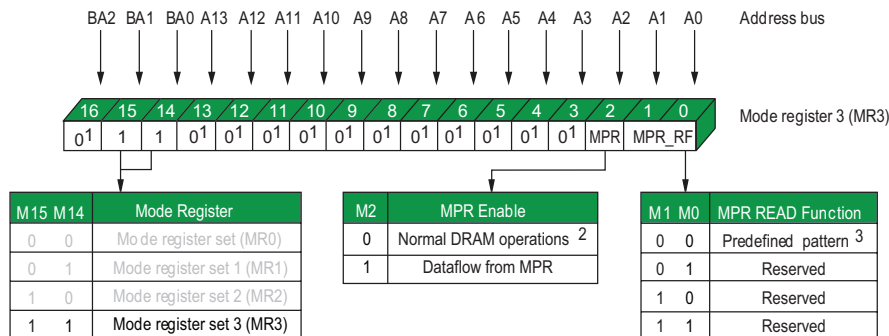 BA2 BA1 BA0 A13 A12 A11 A10 A9 A8 A7 A6 A5 A4 A3 A2 A1 A0 Address bus
16 15 14 13 12 11 10 9 8 7 6 5 4 3 2 1 0
Mode register 3 (MR3)
0¹ 1 1 0¹ 0¹ 0¹ 0¹ 0¹ 0¹ 0¹ 0¹ 0¹ 0¹ 0¹ MPR MPR_RF
M15 M14 Mode Register
0 0 Mode register set (MR0)
0 1 Mode register set 1 (MR1)
1 0 Mode register set 2 (MR2)
1 1 Mode register set 3 (MR3)
M2 MPR Enable
0 Normal DRAM operations ²
1 Dataflow from MPR
M1 M0 MPR READ Function
0 0 Predefined pattern ³
0 1 Reserved
1 0 Reserved
1 1 Reserved